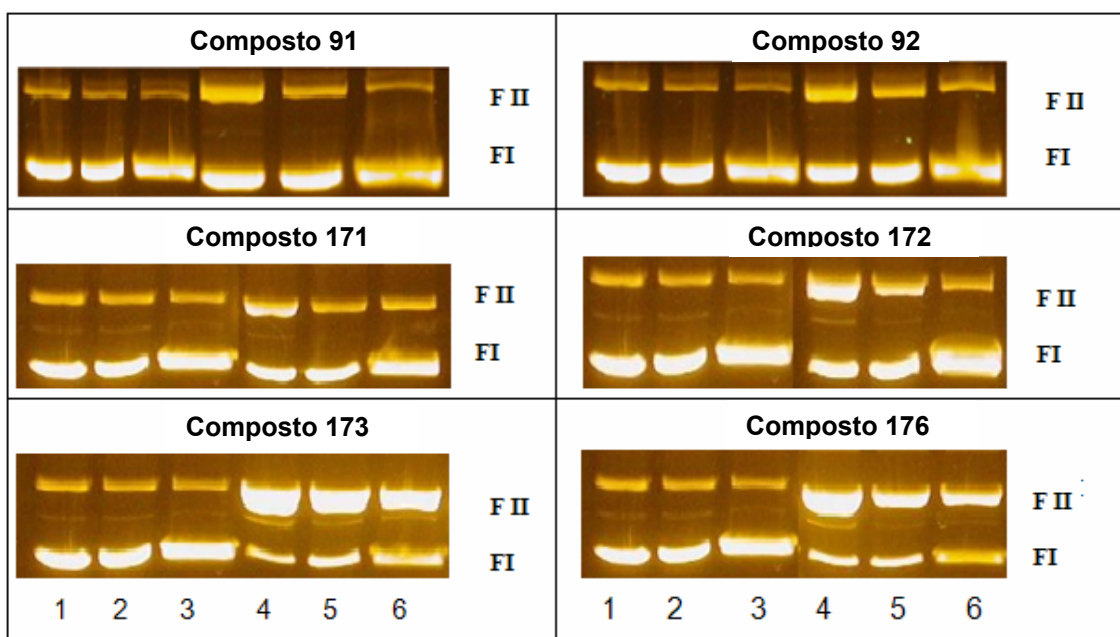 Composto 91
F II
FI
Composto 92
F II
FI
Composto 171
F II
FI
Composto 172
F II
FI
Composto 173
F II
FI
Composto 176
F II
FI
1 2 3 4 5 6
1 2 3 4 5 6